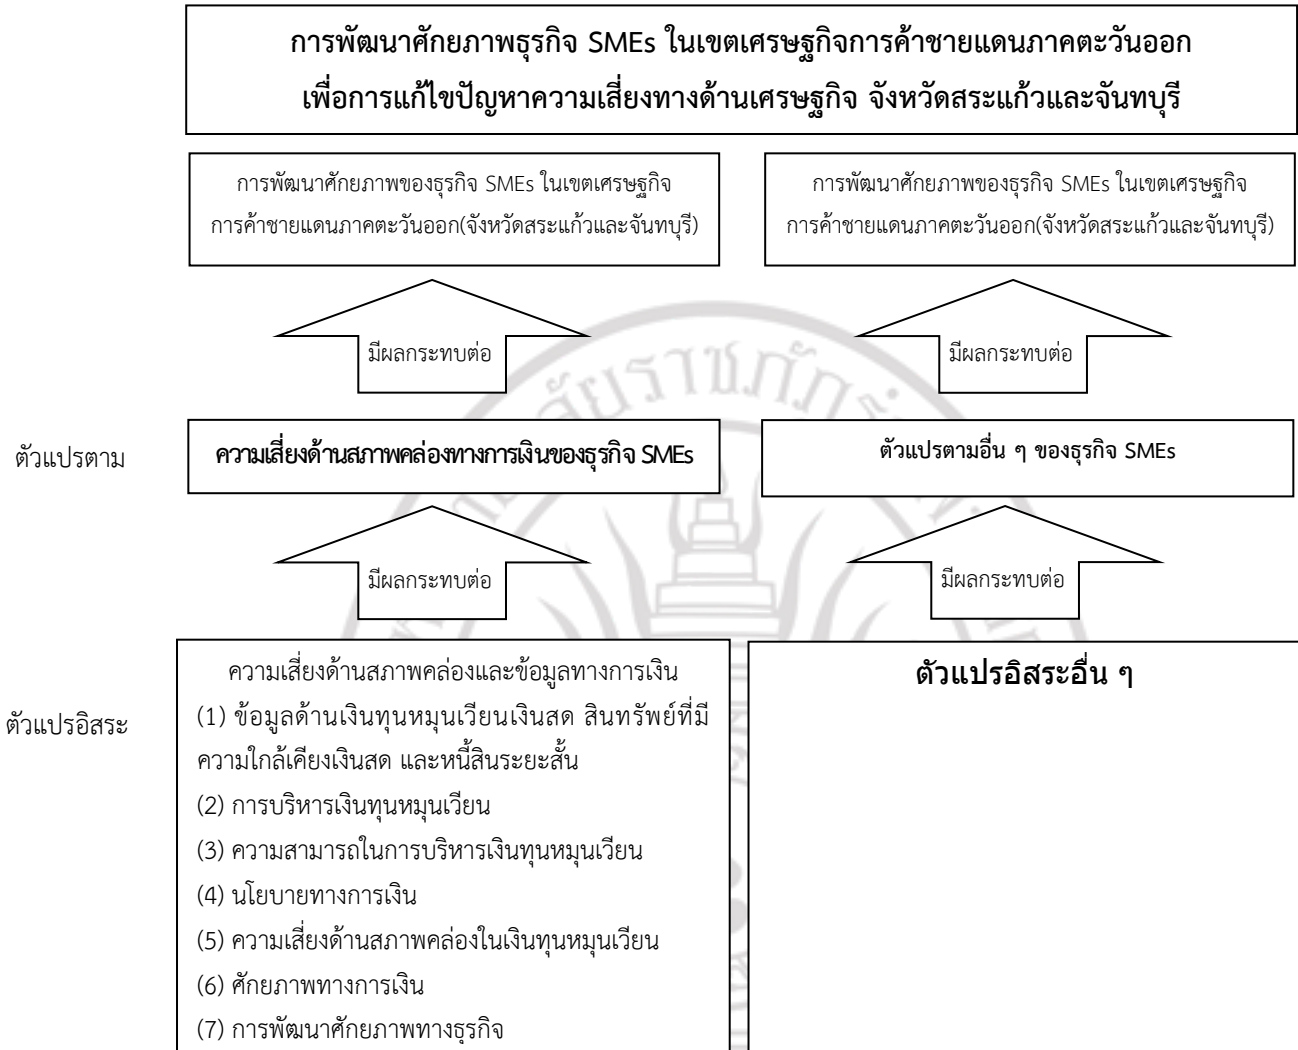 การพัฒนาศักยภาพธุรกิจ SMEs ในเขตเศรษฐกิจการค้าชายแดนภาคตะวันออก
เพื่อการแก้ไขปัญหาความเสี่ยงทางด้านเศรษฐกิจ จังหวัดสระแก้วและจันทบุรี
การพัฒนาศักยภาพของธุรกิจ SMEs ในเขตเศรษฐกิจ
การค้าชายแดนภาคตะวันออก(จังหวัดสระแก้วและจันทบุรี)
การพัฒนาศักยภาพของธุรกิจ SMEs ในเขตเศรษฐกิจ
การค้าชายแดนภาคตะวันออก(จังหวัดสระแก้วและจันทบุรี)
มีผลกระทบต่อ
มีผลกระทบต่อ
ตัวแปรตาม
ความเสี่ยงด้านสภาพคล่องทางการเงินของธุรกิจ SMEs
ตัวแปรตามอื่น ๆ ของธุรกิจ SMEs
มีผลกระทบต่อ
มีผลกระทบต่อ
ตัวแปรอิสระ
ความเสี่ยงด้านสภาพคล่องและข้อมูลทางการเงิน
(1) ข้อมูลด้านเงินทุนหมุนเวียนเงินสด สินทรัพย์ที่มี
ความใกล้เคียงเงินสด และหนี้สินระยะสั้น
(2) การบริหารเงินทุนหมุนเวียน
(3) ความสามารถในการบริหารเงินทุนหมุนเวียน
(4) นโยบายทางการเงิน
(5) ความเสี่ยงด้านสภาพคล่องในเงินทุนหมุนเวียน
(6) ศักยภาพทางการเงิน
(7) การพัฒนาศักยภาพทางธุรกิจ
ตัวแปรอิสระอื่น ๆ